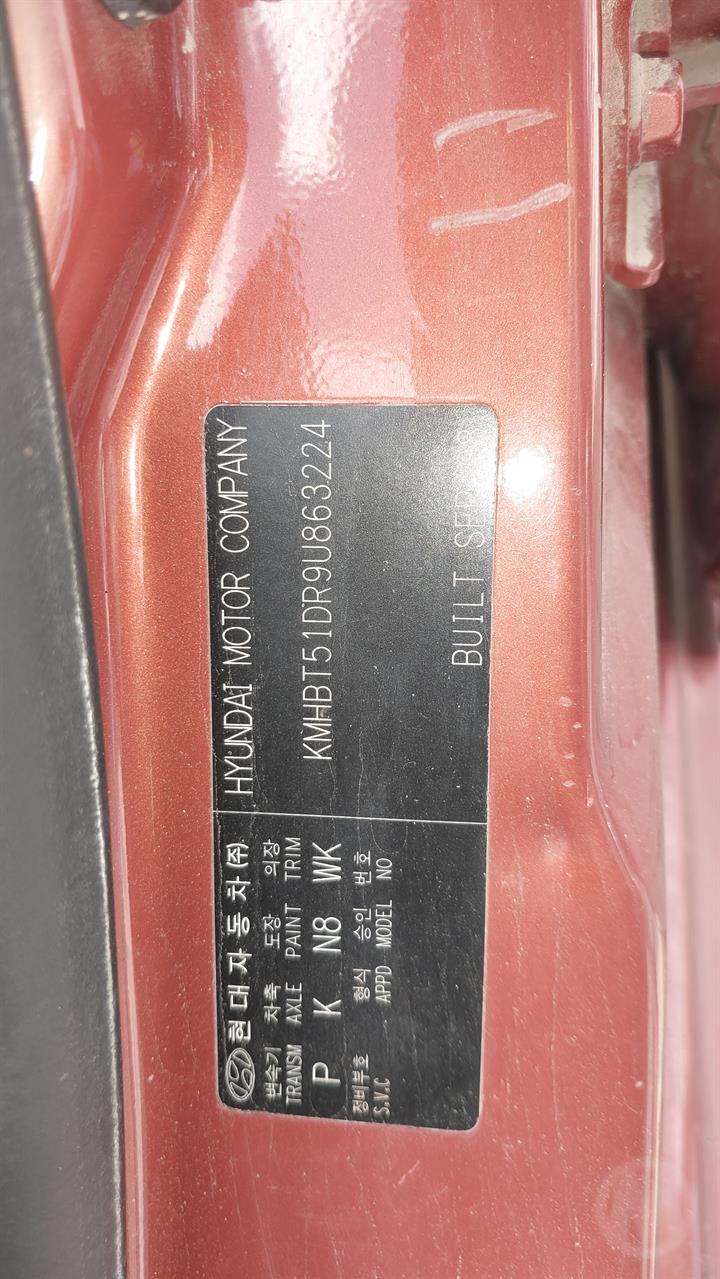 현대자동차(주) HYUNDAI MOTOR COMPANY
변속기 차축 도장 의장
TRANSM AXLE PAINT TRIM
P K N8 WK
KMHBT51DR9U863224
정비부호 형식 승인 번호
S.V.C APPD MODEL NO
BUILT SEP